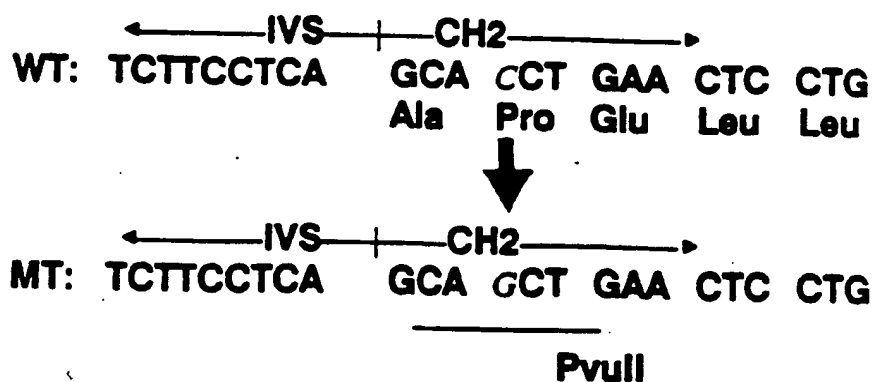 IVS CH2
WT: TCTTCCTCA GCA CCT GAA CTC CTG
Ala Pro Glu Leu Leu
IVS CH2
MT: TCTTCCTCA GCA GCT GAA CTC CTG
PvuII